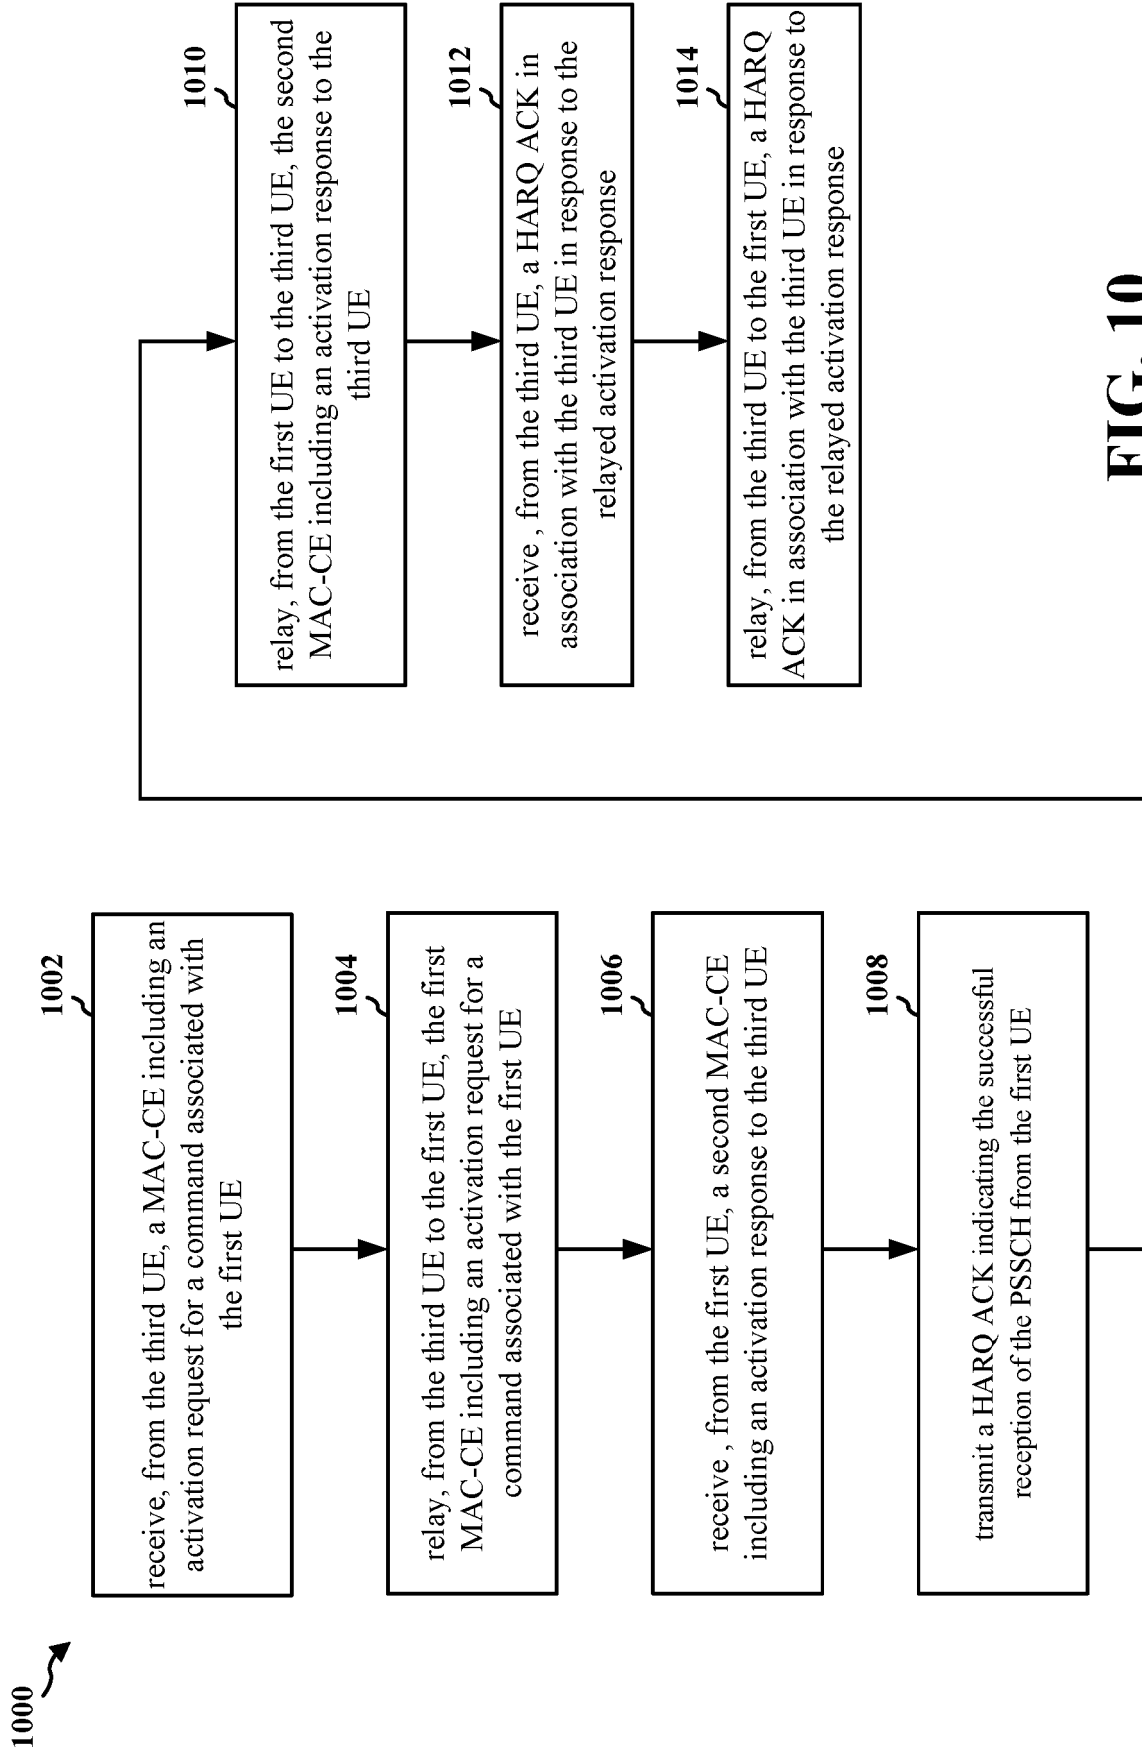 1000
1002
receive, from the third UE, a MAC-CE including an
activation request for a command associated with
the first UE
1004
relay, from the third UE to the first UE, the first
MAC-CE including an activation request for a
command associated with the first UE
1006
receive , from the first UE, a second MAC-CE
including an activation response to the third UE
1008
transmit a HARQ ACK indicating the successful
reception of the PSSCH from the first UE
1010
relay, from the first UE to the third UE, the second
MAC-CE including an activation response to the
third UE
1012
receive , from the third UE, a HARQ ACK in
association with the third UE in response to the
relayed activation response
1014
relay, from the third UE to the first UE, a HARQ
ACK in association with the third UE in response to
the relayed activation response
FIG. 10